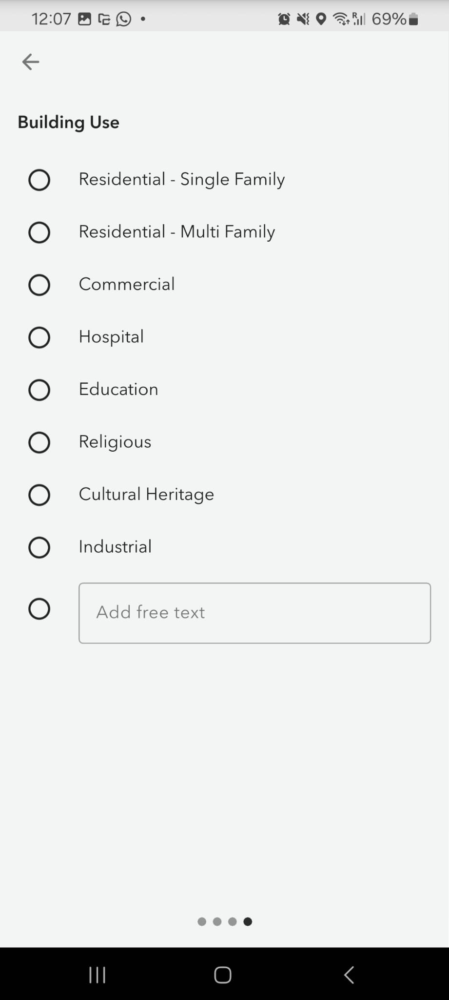 12:07 69%
Building Use
Residential - Single Family
Residential - Multi Family
Commercial
Hospital
Education
Religious
Cultural Heritage
Industrial
Add free text